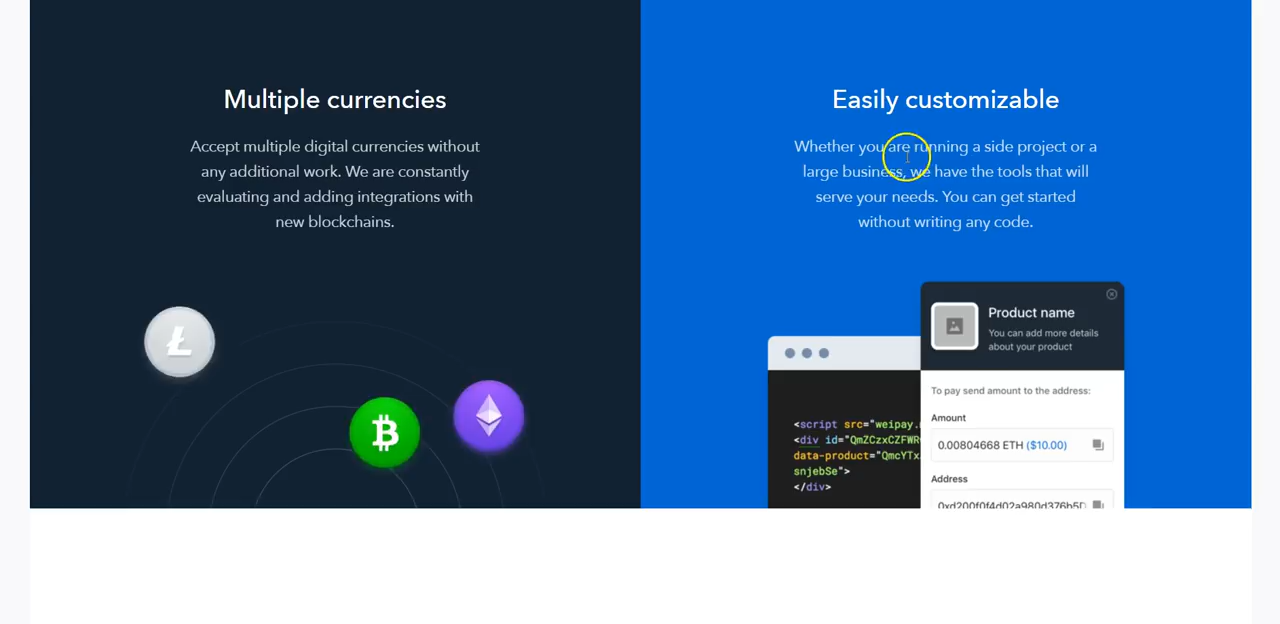 Multiple currencies
Accept multiple digital currencies without
any additional work. We are constantly
evaluating and adding integrations with
new blockchains.
Easily customizable
Whether you are running a side project or a
large business, we have the tools that will
serve your needs. You can get started
without writing any code.
<script src="weipay.
<div id="QmZCzxCZFWR
data-product="QmcYTx
snjebSe">
</div>
Product name
You can add more details
about your product
To pay send amount to the address:
Amount
0.00804668 ETH ($10.00)
Address